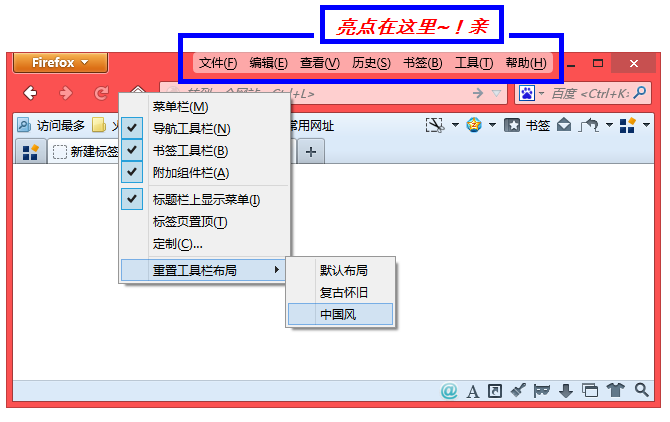 亮点在这里~！亲
Firefox
文件(F) 编辑(E) 查看(V) 历史(S) 书签(B) 工具(T) 帮助(H)
转到一个网站 <Ctrl+L>
百度 <Ctrl+K>
访问最多 火
常用网址
书签
新建标签
菜单栏(M)
导航工具栏(N)
书签工具栏(B)
附加组件栏(A)
标题栏上显示菜单(I)
标签页置顶(T)
定制(C)...
重置工具栏布局
默认布局
复古怀旧
中国风